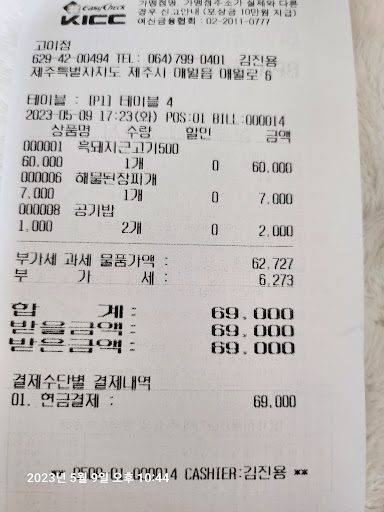 EasyCheck
KICC
가맹점명, 가맹점주소가 실제와 다른
경우 신고안내 (포상금 10만원 지급)
여신금융협회 : 02-2011-0777
고이정
629-42-00494 TEL: 064)799-0401 김진용
제주특별자치도 제주시 애월읍 애월로 6
테이블 : [P1] 테이블 4
2023-05-09 17:23(화) POS:01 BILL:000014
상품명 수량 할인 금액
000001 흑돼지근고기500
60,000 1개 0 60,000
000006 해물된장찌개
7,000 1개 0 7,000
000008 공기밥
1,000 2개 0 2,000
부가세 과세 물품가액 : 62,727
부 가 세 : 6,273
합 계 : 69,000
받을금액 : 69,000
받은금액 : 69,000
결제수단별 결제내역
01. 현금결제 : 69,000
2023년 5월 9일 오후 10:44
** 0509-01-000014 CASHIER:김진용 **